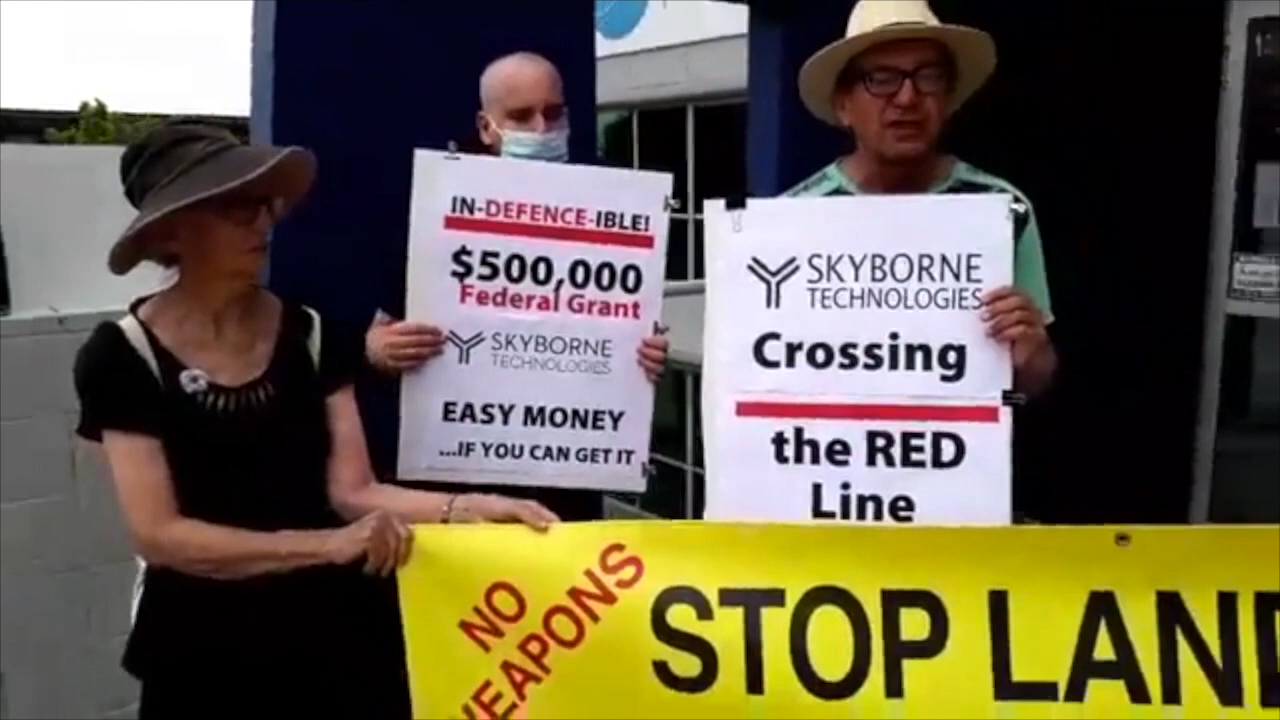 IN-DEFENCE-IBLE!
$500,000
Federal Grant
SKYBORNE
TECHNOLOGIES
EASY MONEY
...IF YOU CAN GET IT
SKYBORNE
TECHNOLOGIES
Crossing
the RED
Line
NO
WEAPONS
STOP LAND